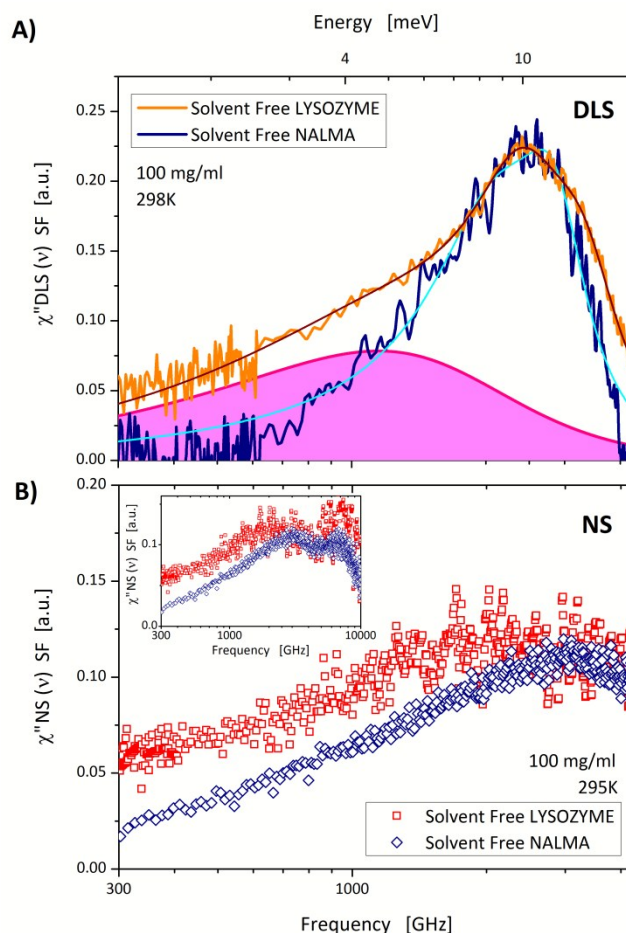 A)
Energy [meV]
4 10
Solvent Free LYSOZYME
Solvent Free NALMA
DLS
100 mg/ml
298K
χ"DLS (ν) SF [a.u.]
0.25
0.20
0.15
0.10
0.05
0.00
B)
NS
χ"NS (ν) SF [a.u.]
0.20
0.15
0.10
0.05
0.00
χ"NS (ν) SF [a.u.]
0.1
0.0
300 1000 10000
Frequency [GHz]
100 mg/ml
295K
Solvent Free LYSOZYME
Solvent Free NALMA
300 1000
Frequency [GHz]